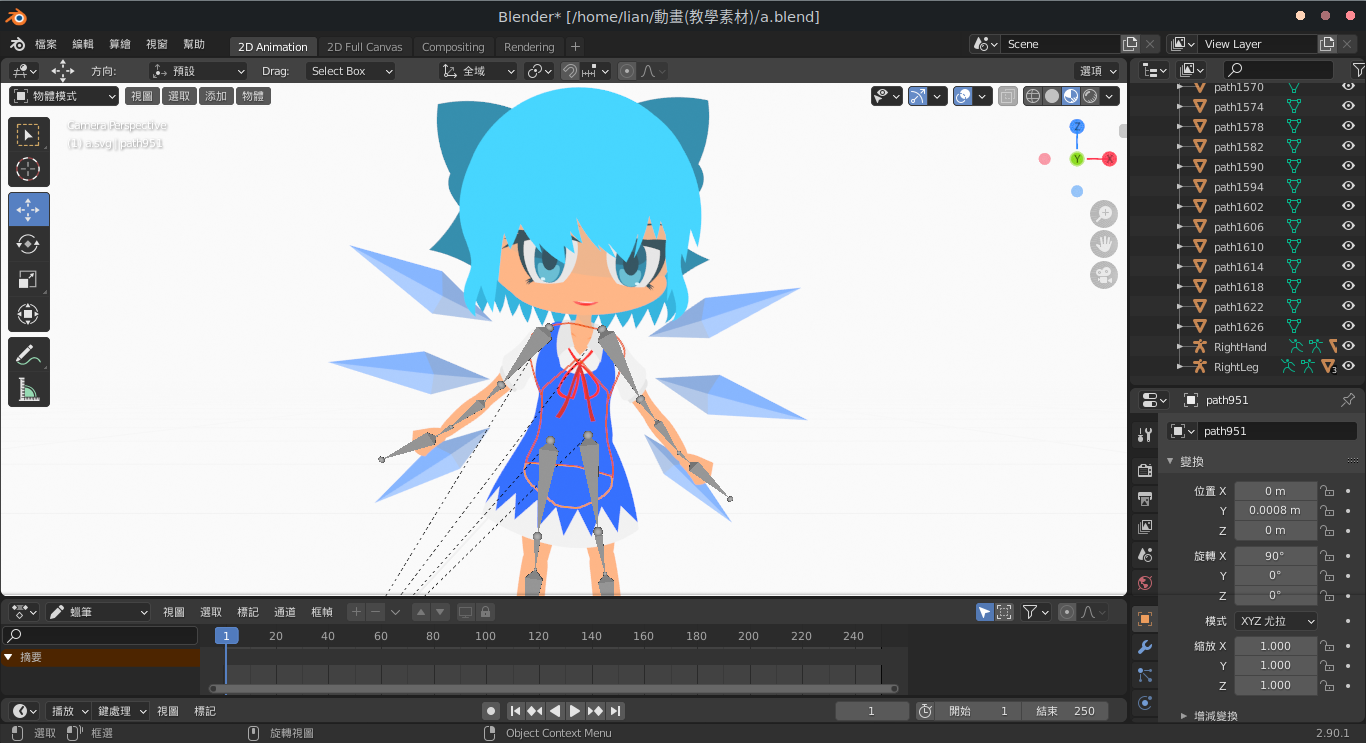 Blender* [/home/lian/動畫(教學素材)/a.blend]
檔案 編輯 算繪 視窗 幫助 2D Animation 2D Full Canvas Compositing Rendering + Scene View Layer
方向: 預設 Drag: Select Box 全域 選項
物體模式 視圖 選取 添加 物體
Camera Perspective
(1) a.svg | path951
Z
Y
X
path1570
path1574
path1578
path1582
path1590
path1594
path1602
path1606
path1610
path1614
path1618
path1622
path1626
RightHand
RightLeg 3
path951
path951
變換
位置 X 0 m
Y 0.0008 m
Z 0 m
旋轉 X 90°
Y 0°
Z 0°
模式 XYZ 尤拉
縮放 X 1.000
Y 1.000
Z 1.000
增減變換
蠟筆 視圖 選取 標記 通道 框幀
1 20 40 60 80 100 120 140 160 180 200 220 240
摘要
播放 鍵處理 視圖 標記 1 開始 1 結束 250
選取 框選 旋轉視圖 Object Context Menu 2.90.1